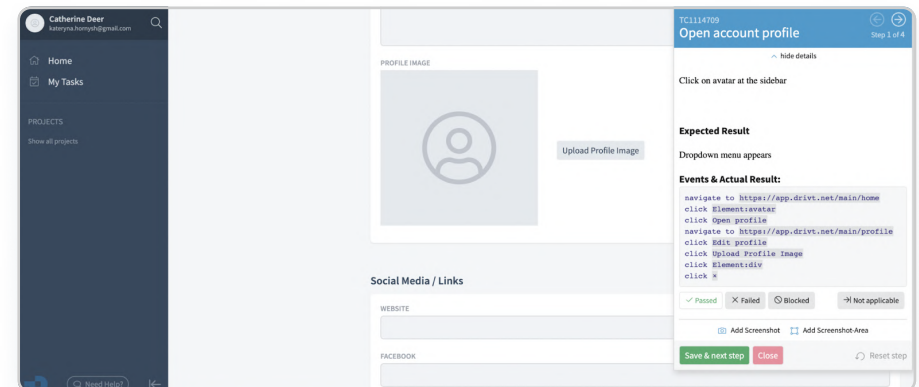 Catherine Deer
kateryna.hornysh@gmail.com
Home
My Tasks
PROJECTS
Show all projects
Need Help?
PROFILE IMAGE
Upload Profile Image
Social Media / Links
WEBSITE
FACEBOOK
TC1114709
Open account profile
Step 1 of 4
hide details
Click on avatar at the sidebar
Expected Result
Dropdown menu appears
Events & Actual Result:
navigate to https://app.drivt.net/main/home
click Element:avatar
click Open profile
navigate to https://app.drivt.net/main/profile
click Edit profile
click Upload Profile Image
click Element:div
click *
Passed
Failed
Blocked
Not applicable
Add Screenshot
Add Screenshot-Area
Save & next step
Close
Reset step